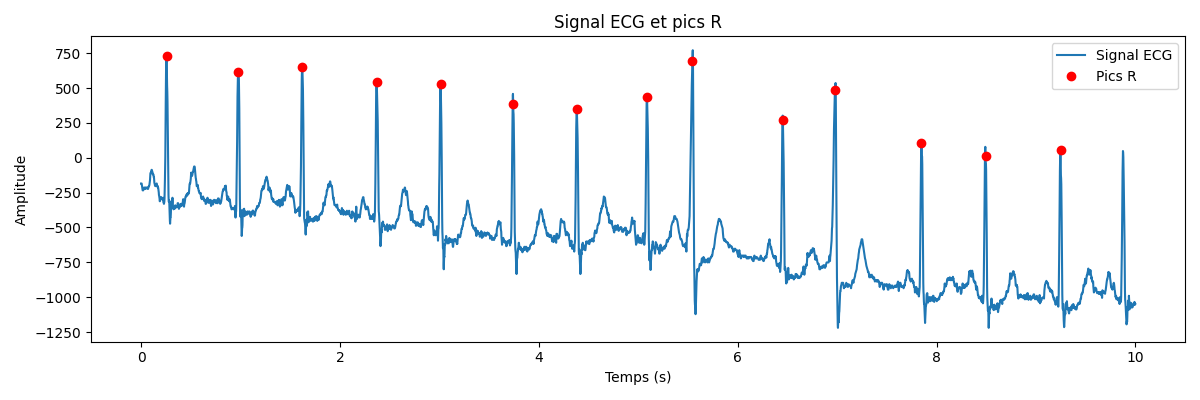 Signal ECG et pics R
Signal ECG
Pics R
Amplitude
750
500
250
0
−250
−500
−750
−1000
−1250
0 2 4 6 8 10
Temps (s)